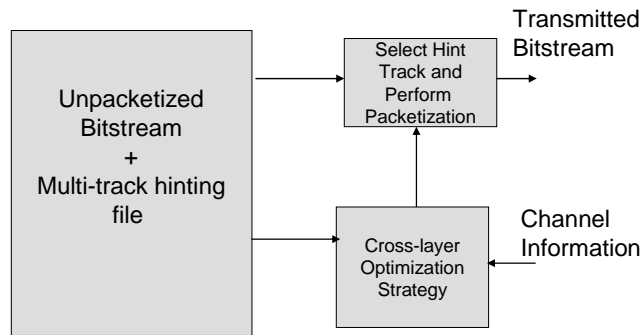 Unpacketized
Bitstream
+
Multi-track hinting
file
Select Hint
Track and
Perform
Packetization
Transmitted
Bitstream
Cross-layer
Optimization
Strategy
Channel
Information